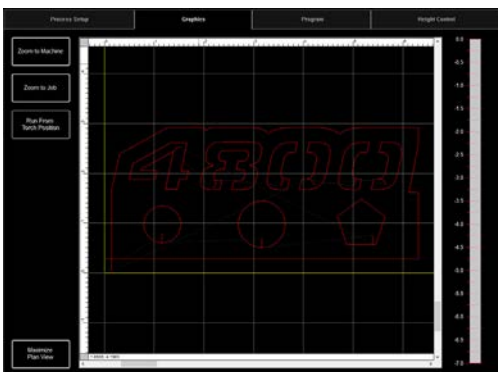 Process Setup
Graphics
Program
Height Control
Zoom to Machine
Zoom to Job
Run From
Torch Position
Maximize
Plan View
4800
0.0
-0.5
-1.0
-1.5
-2.0
-2.5
-3.0
-3.5
-4.0
-4.5
-5.0
-5.5
-6.0
-6.5
-7.0